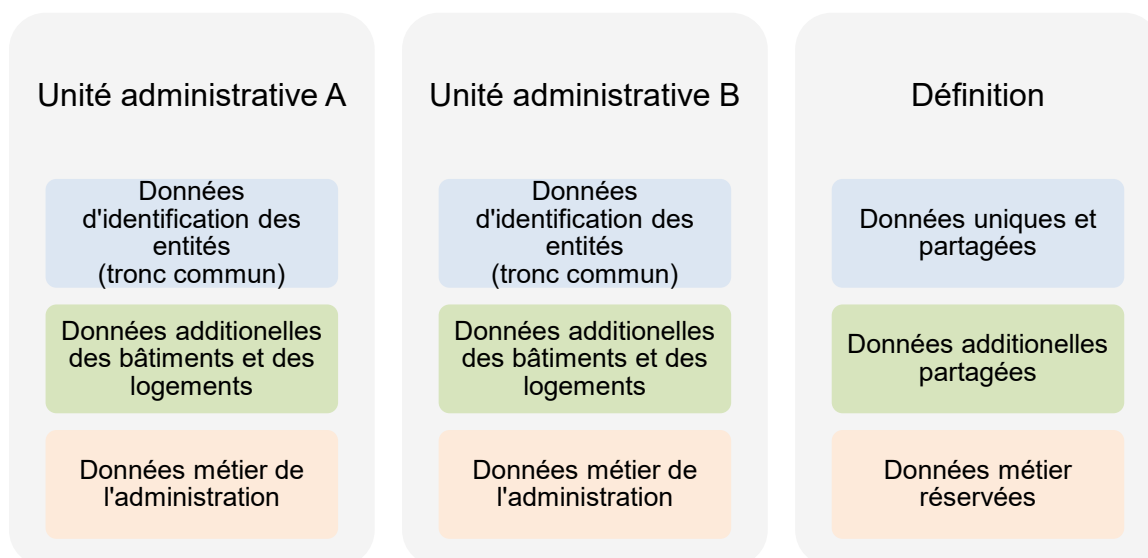 Unité administrative A
Données
d'identification des
entités
(tronc commun)
Données additionelles
des bâtiments et des
logements
Données métier de
l'administration
Unité administrative B
Données
d'identification des
entités
(tronc commun)
Données additionelles
des bâtiments et des
logements
Données métier de
l'administration
Définition
Données uniques et
partagées
Données additionelles
partagées
Données métier
réservées